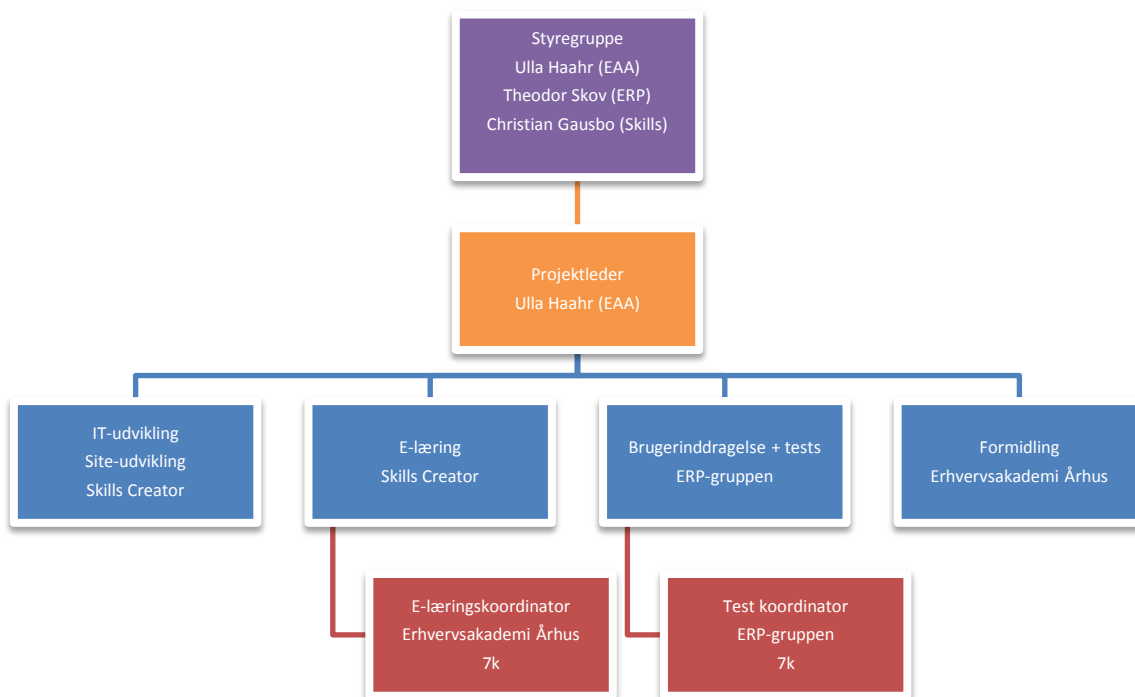 Styregruppe
Ulla Haahr (EAA)
Theodor Skov (ERP)
Christian Gausbo (Skills)
Projektleder
Ulla Haahr (EAA)
IT-udvikling
Site-udvikling
Skills Creator
E-læring
Skills Creator
Brugerinddragelse + tests
ERP-gruppen
Formidling
Erhvervsakademi Århus
E-læringskoordinator
Erhvervsakademi Århus
7k
Test koordinator
ERP-gruppen
7k